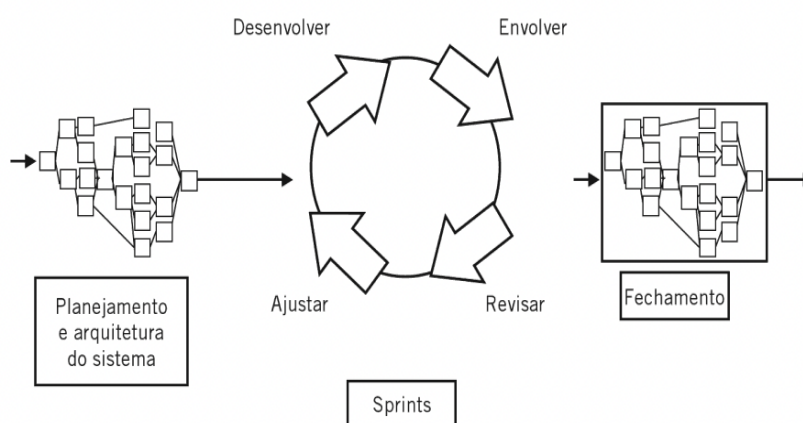 Desenvolver
Envolver
Planejamento
e arquitetura
do sistema
Ajustar
Revisar
Fechamento
Sprints